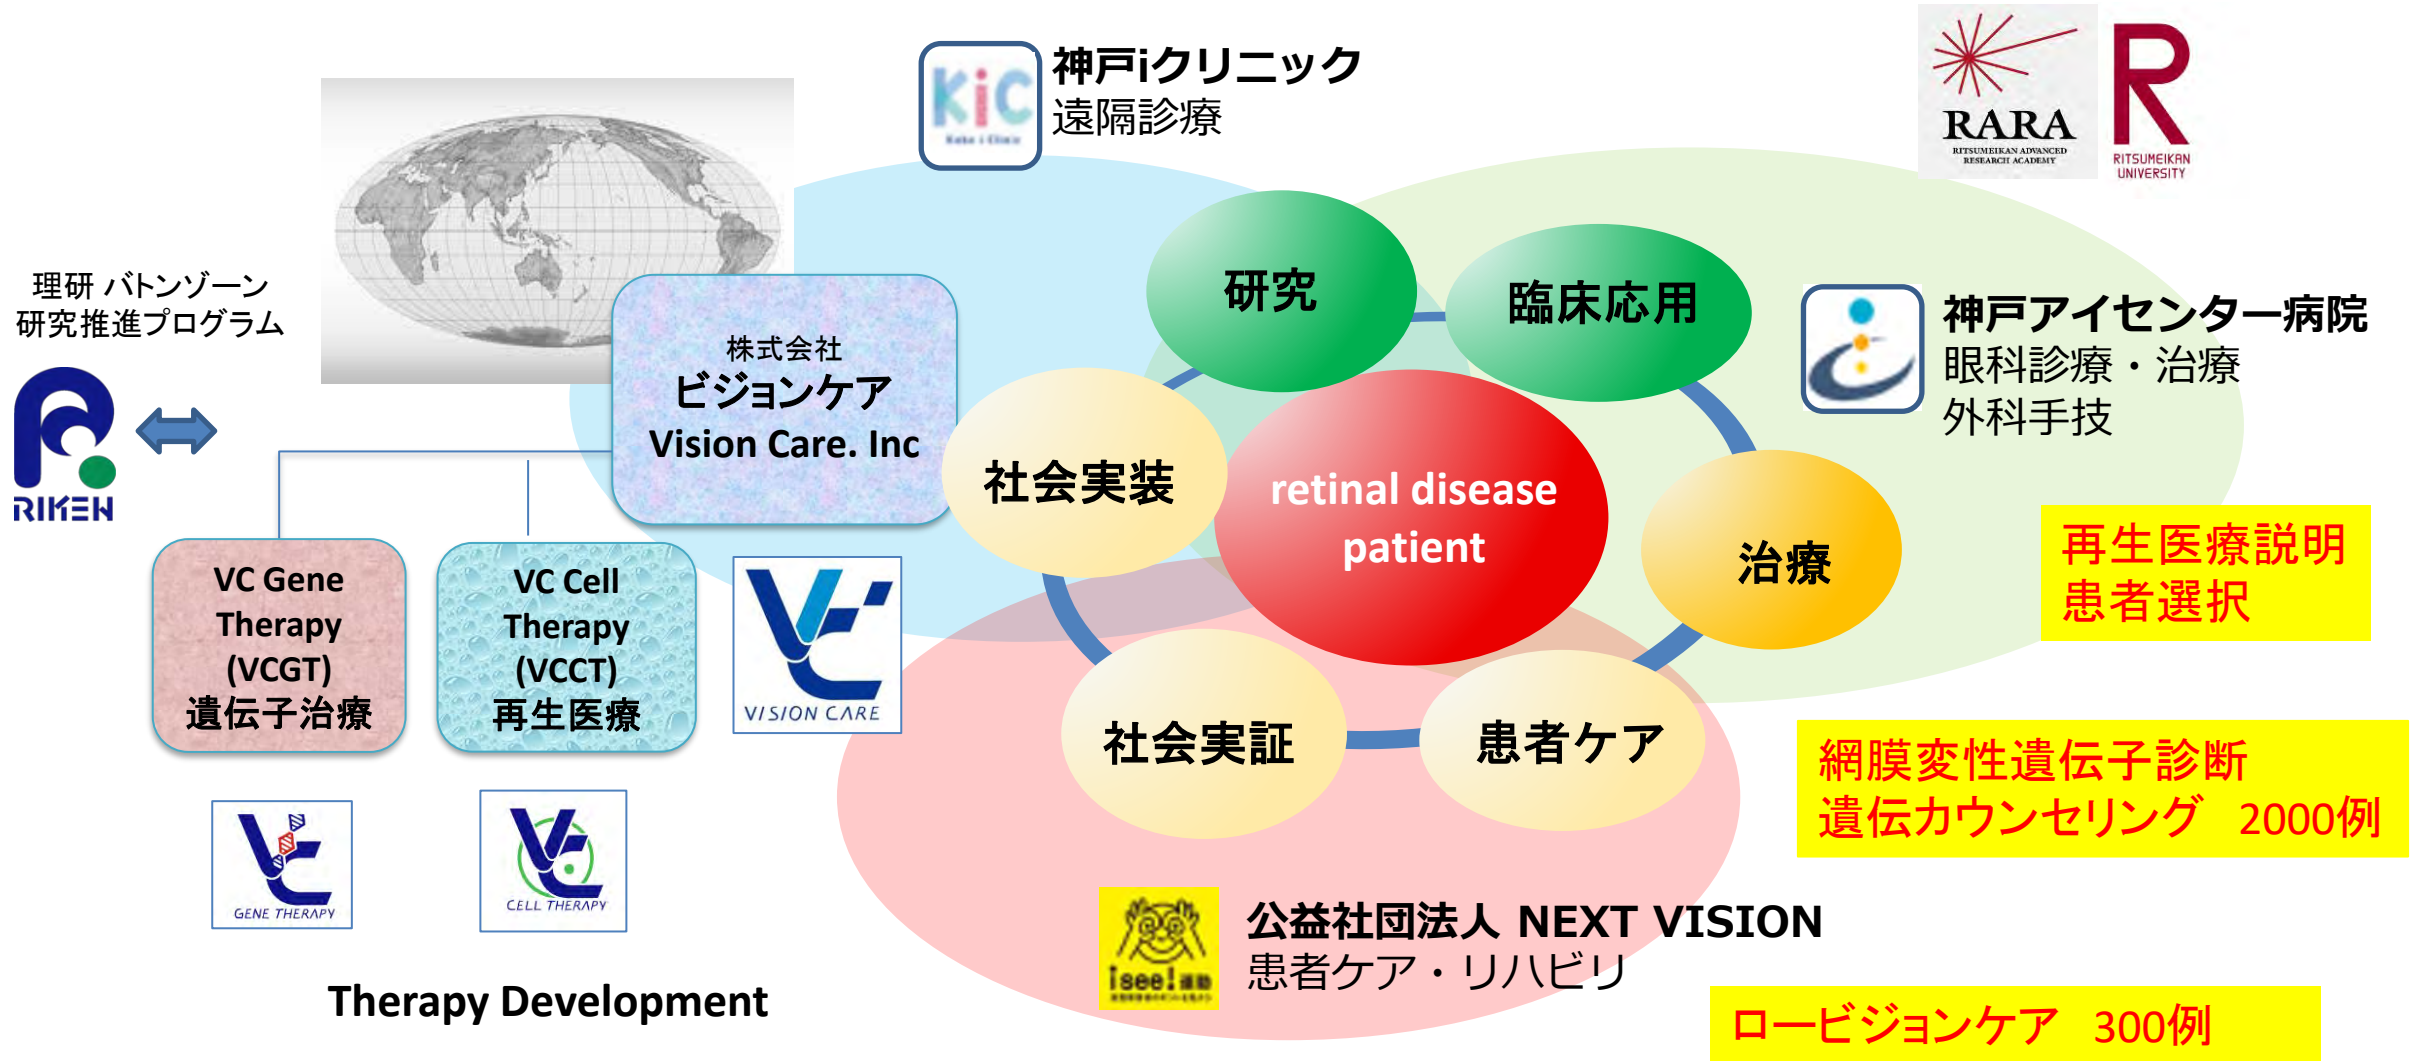 神戸iクリニック
遠隔診療
KiC
Kobe i Clinic
RARA
RITSUMEIKAN ADVANCED
RESEARCH ACADEMY
R
RITSUMEIKAN
UNIVERSITY
理研 バトンゾーン
研究推進プログラム
RIKEN
株式会社
ビジョンケア
Vision Care. Inc
VC Gene
Therapy
(VCGT)
遺伝子治療
VC Cell
Therapy
(VCCT)
再生医療
VISION CARE
GENE THERAPY
CELL THERAPY
Therapy Development
研究
臨床応用
社会実装
retinal disease
patient
治療
社会実証
患者ケア
神戸アイセンター病院
眼科診療・治療
外科手技
再生医療説明
患者選択
網膜変性遺伝子診断
遺伝カウンセリング 2000例
isee!運動
公益社団法人 NEXT VISION
患者ケア・リハビリ
ロービジョンケア 300例